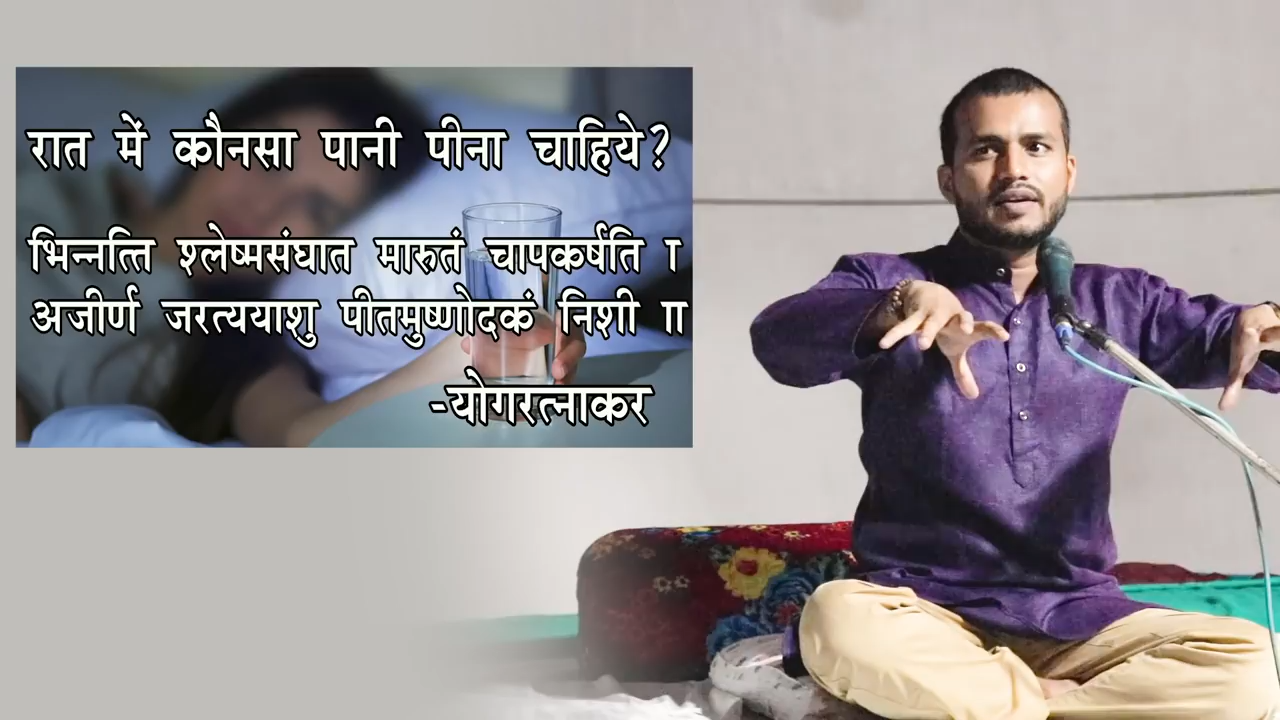 रात में कौनसा पानी पीना चाहिये?
भिन्नत्ति श्लेष्मसंघात मारुतं चापकर्षति ा
अजीर्ण जरत्ययाशु पीतमुष्णोदकं निशी ाा
-योगरत्नाकर